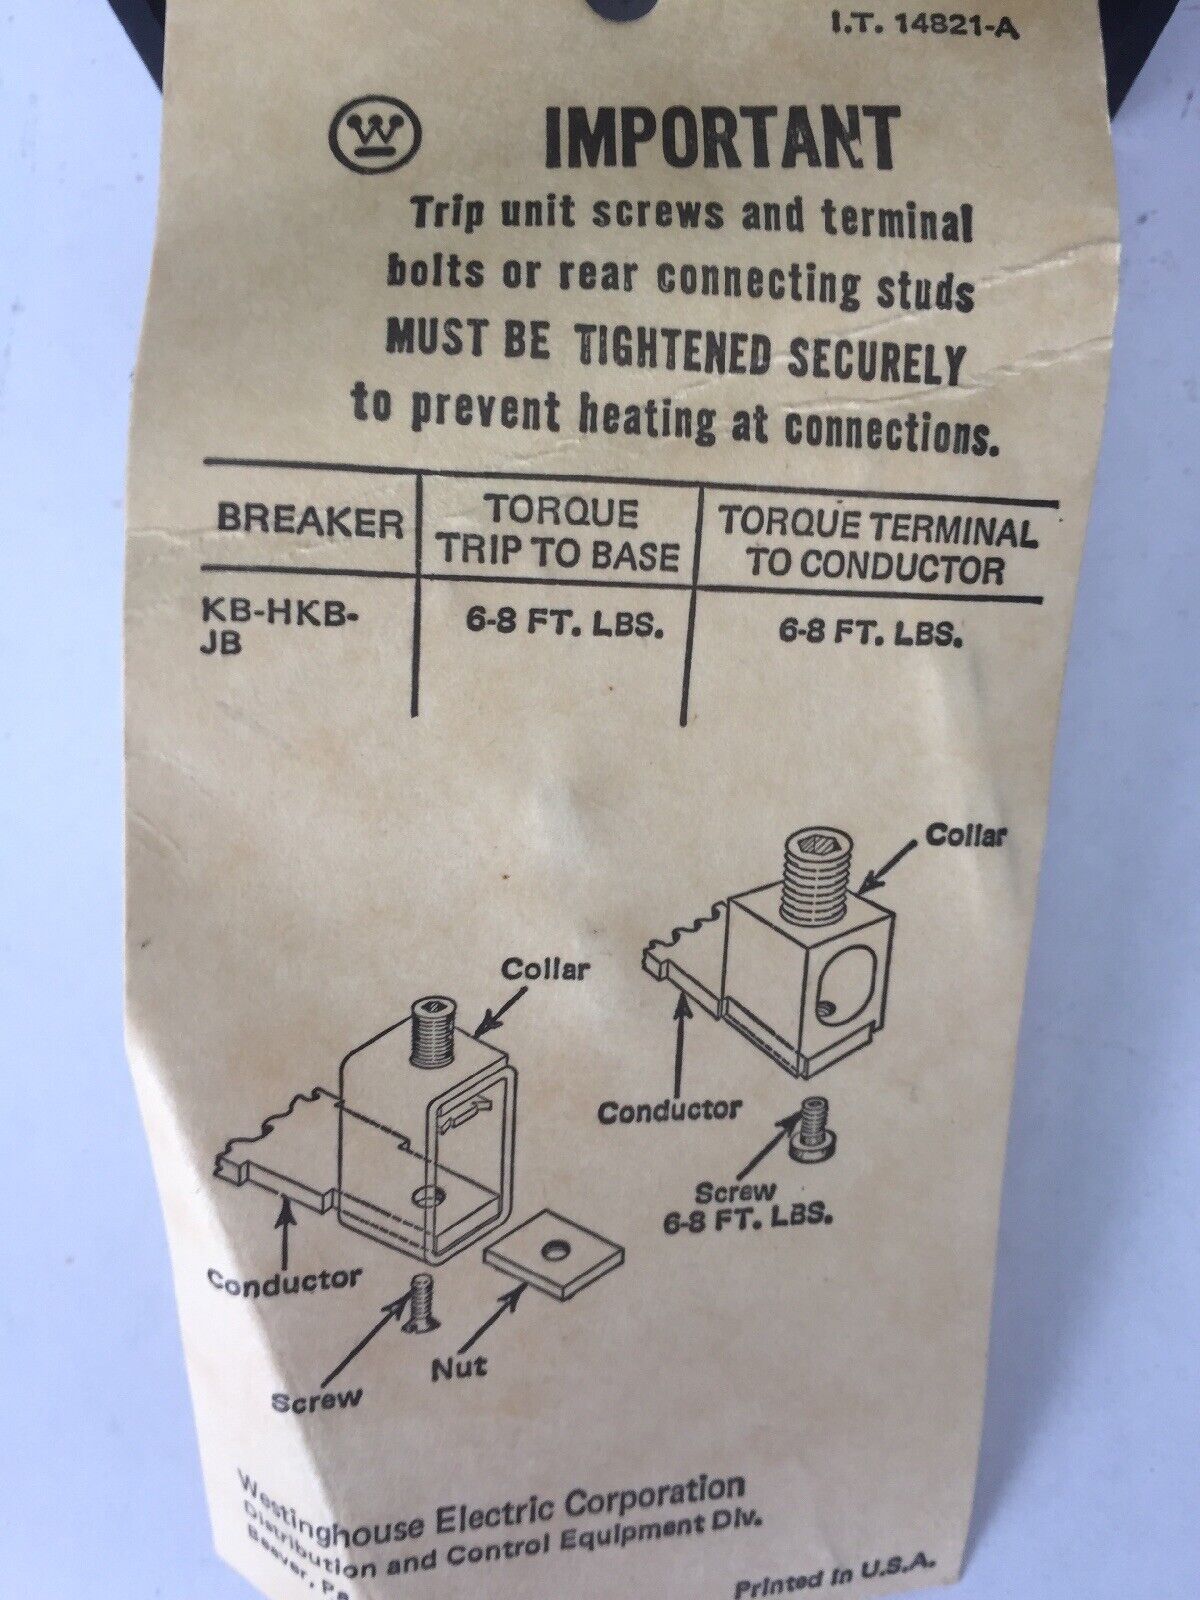 I.T. 14821-A
W
IMPORTANT
Trip unit screws and terminal
bolts or rear connecting studs
MUST BE TIGHTENED SECURELY
to prevent heating at connections.
BREAKER
TORQUE
TRIP TO BASE
TORQUE TERMINAL
TO CONDUCTOR
KB-HKB-
JB
6-8 FT. LBS.
6-8 FT. LBS.
Collar
Conductor
Screw
6-8 FT. LBS.
Collar
Conductor
Screw
Nut
Westinghouse Electric Corporation
Distribution and Control Equipment Div.
Beaver, Pa
Printed in U.S.A.